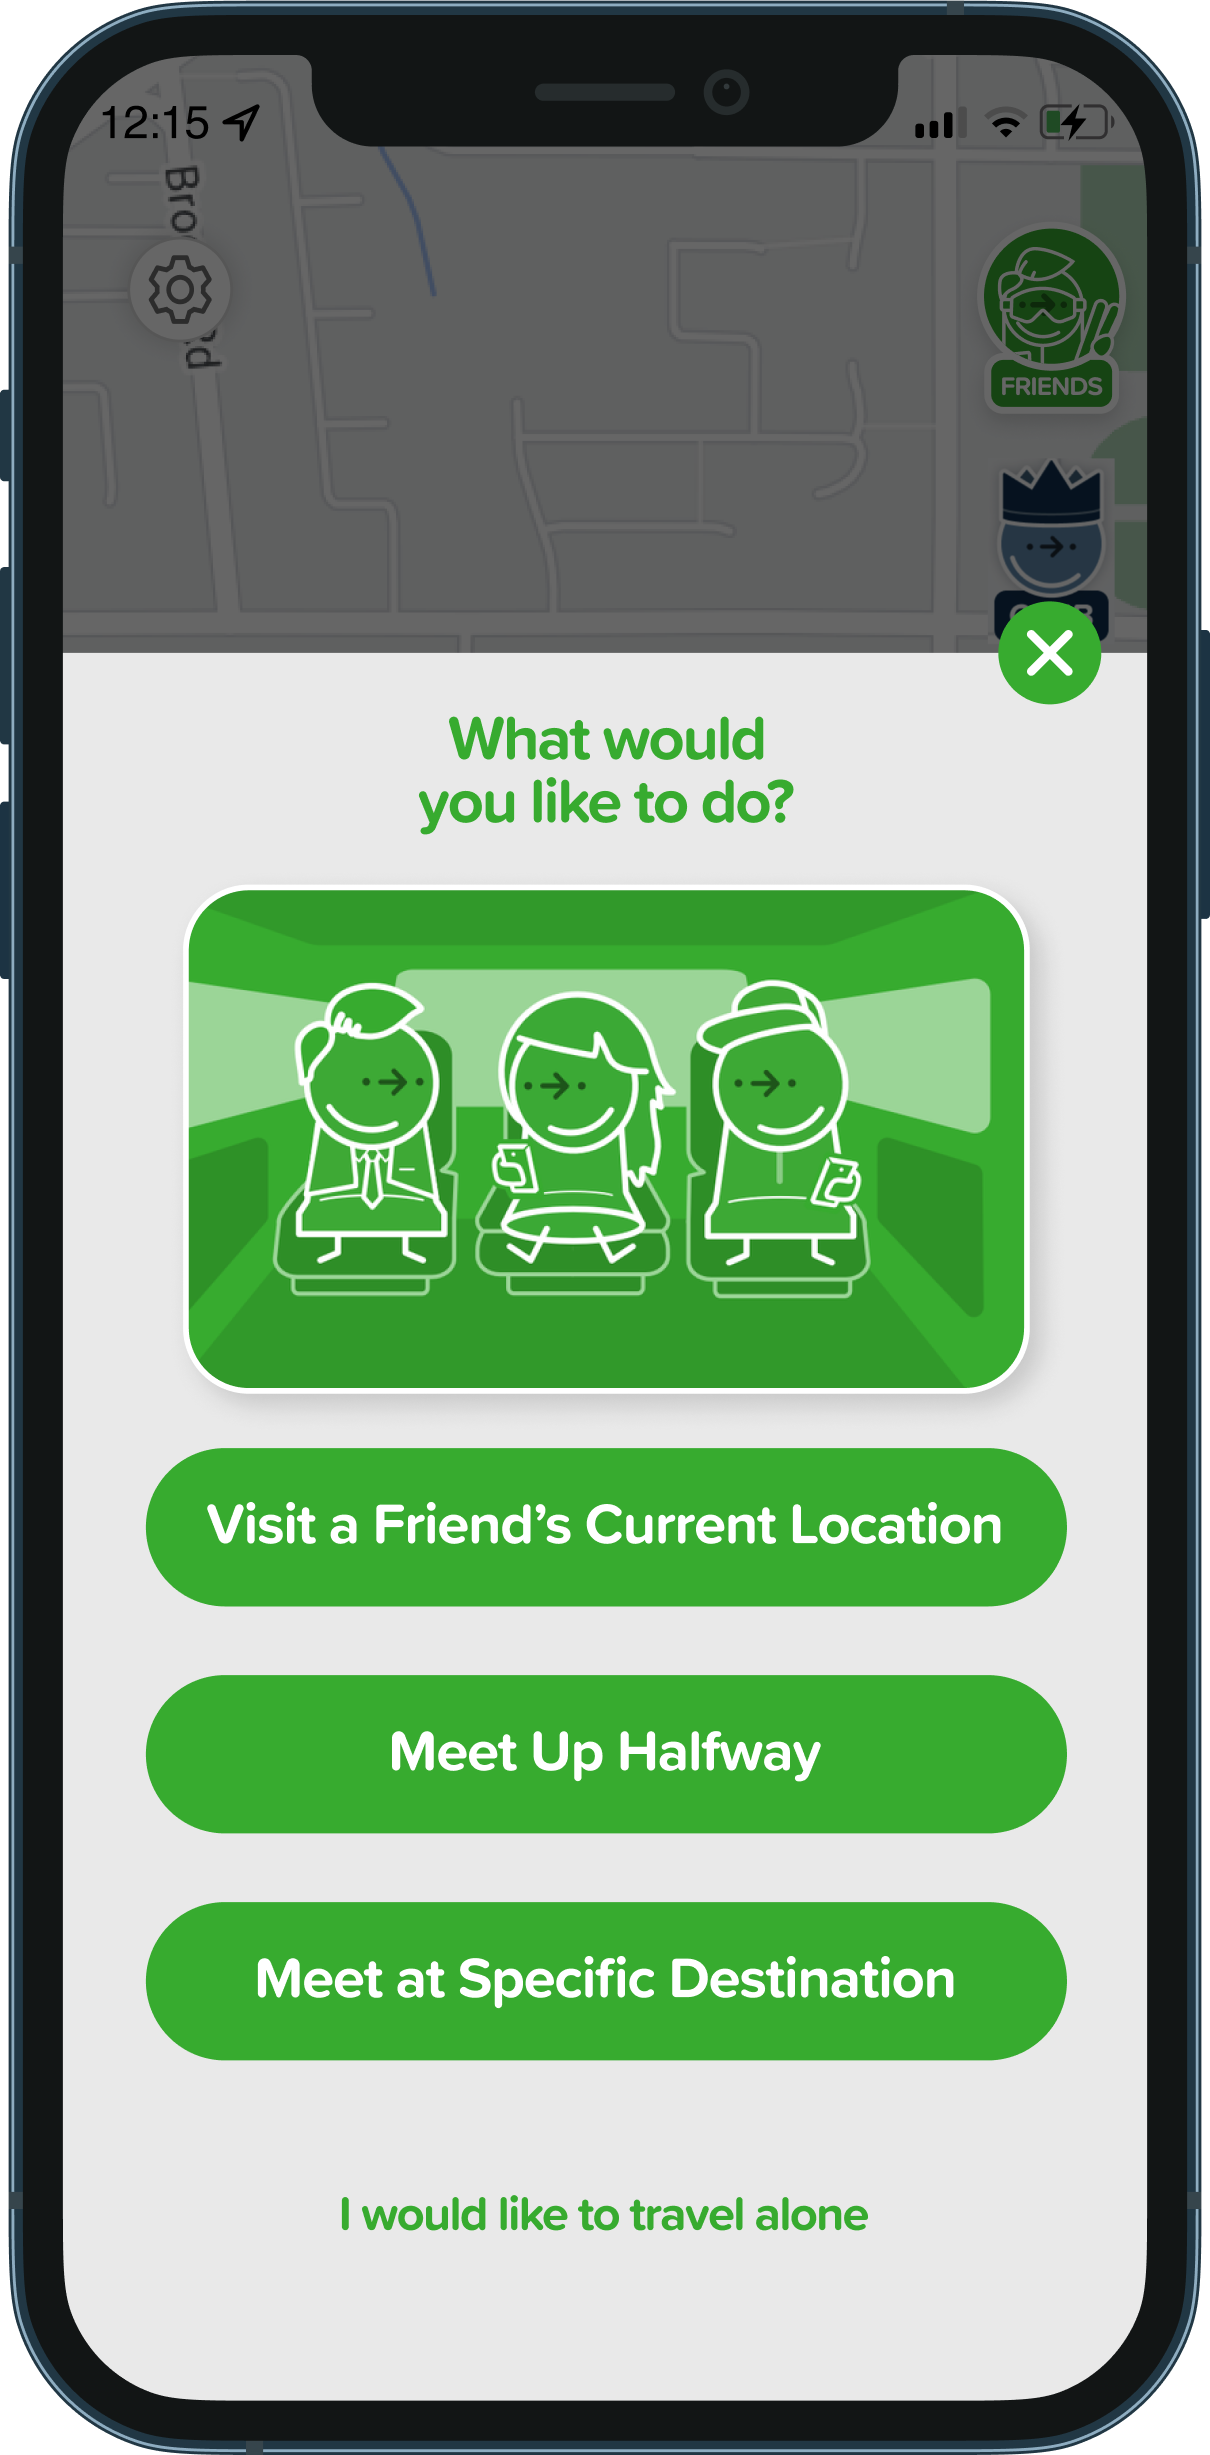 12:15
FRIENDS
What would
you like to do?
Visit a Friend’s Current Location
Meet Up Halfway
Meet at Specific Destination
I would like to travel alone